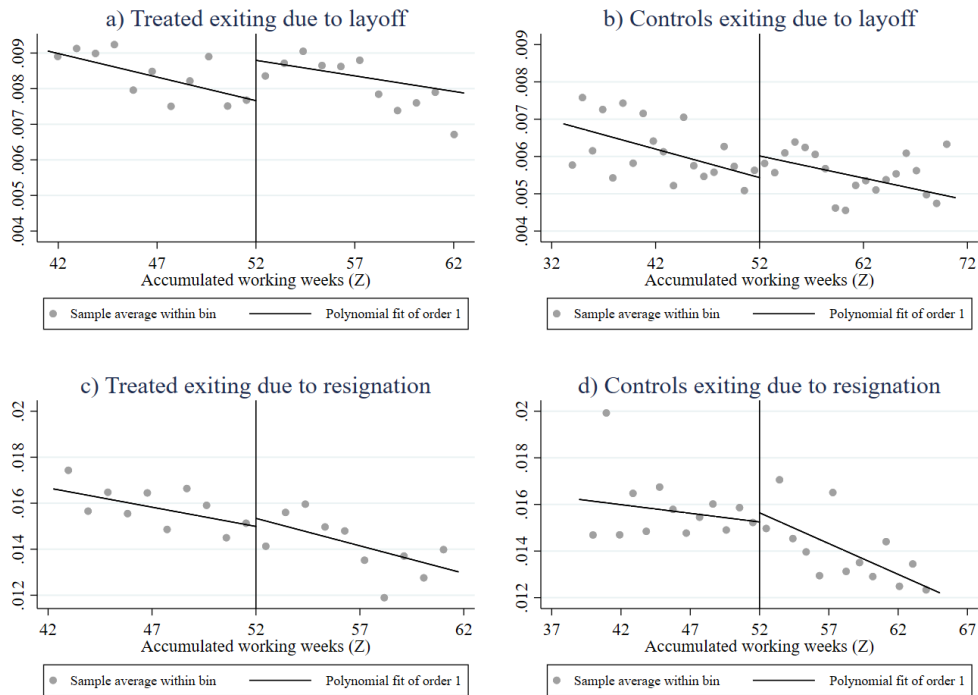 a) Treated exiting due to layoff
.009
.008
.007
.006
.005
.004
42 47 52 57 62
Accumulated working weeks (Z)
Sample average within bin Polynomial fit of order 1
b) Controls exiting due to layoff
.009
.008
.007
.006
.005
.004
32 42 52 62 72
Accumulated working weeks (Z)
Sample average within bin Polynomial fit of order 1
c) Treated exiting due to resignation
.02
.018
.016
.014
.012
42 47 52 57 62
Accumulated working weeks (Z)
Sample average within bin Polynomial fit of order 1
d) Controls exiting due to resignation
.02
.018
.016
.014
.012
37 42 47 52 57 62 67
Accumulated working weeks (Z)
Sample average within bin Polynomial fit of order 1